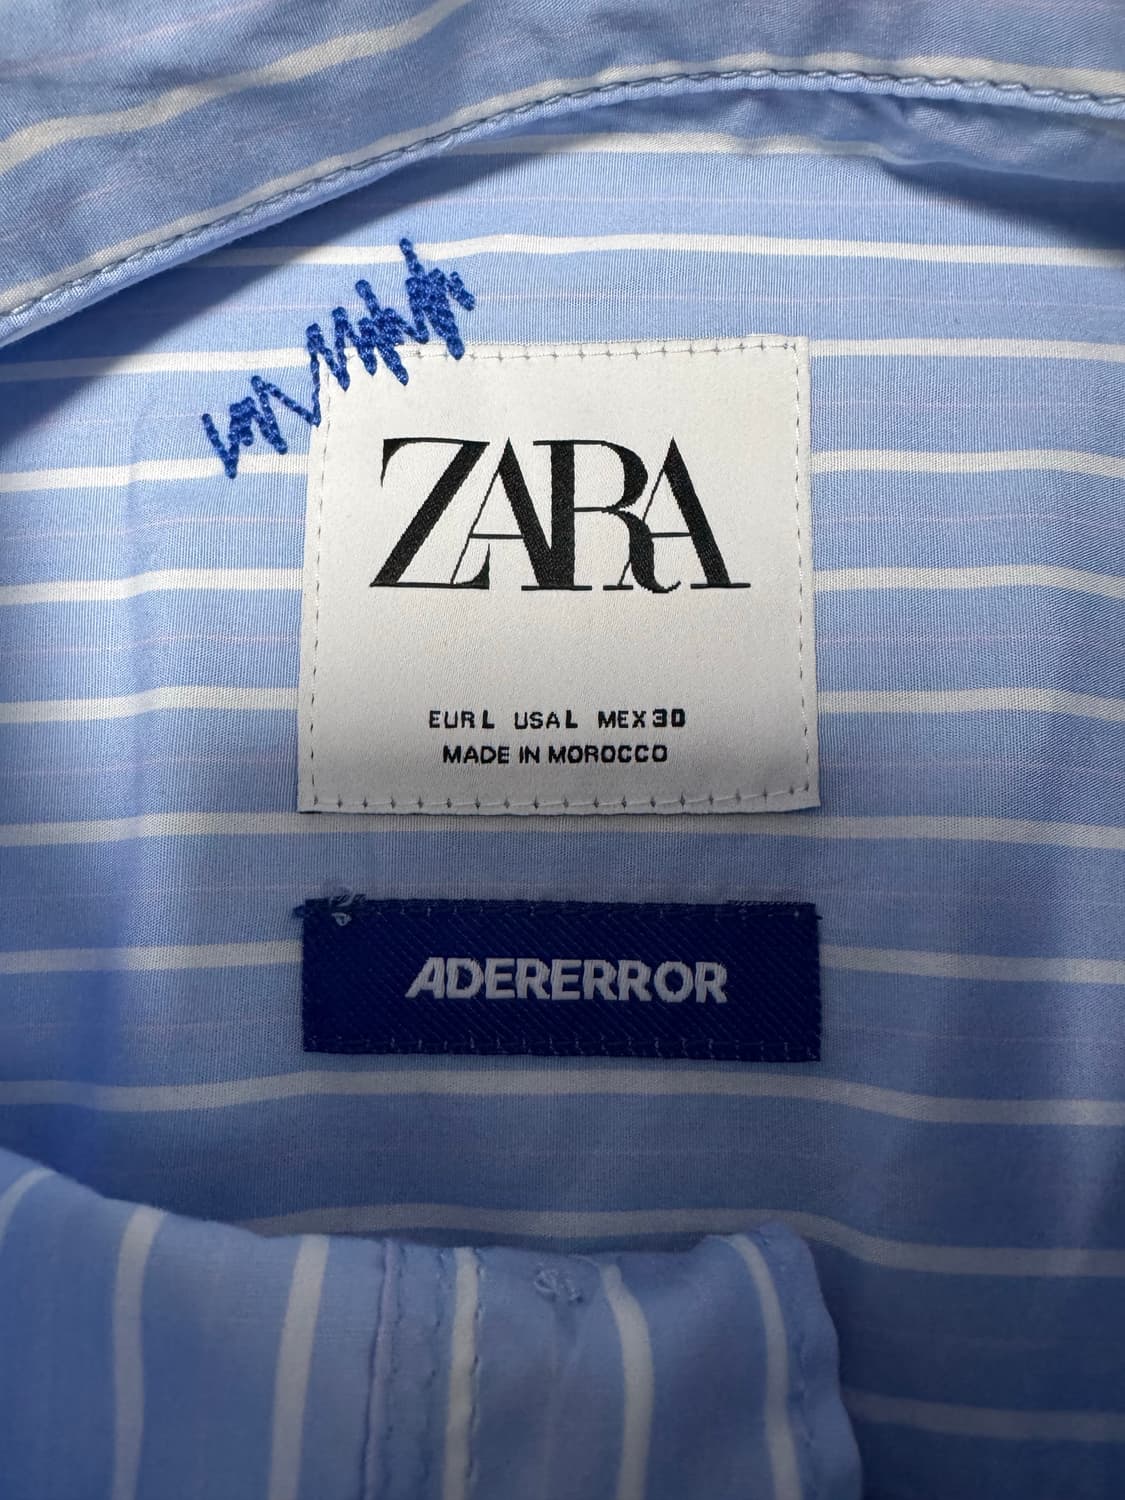 ZARA
EUR L USA L MEX 30
MADE IN MOROCCO
ADERERROR